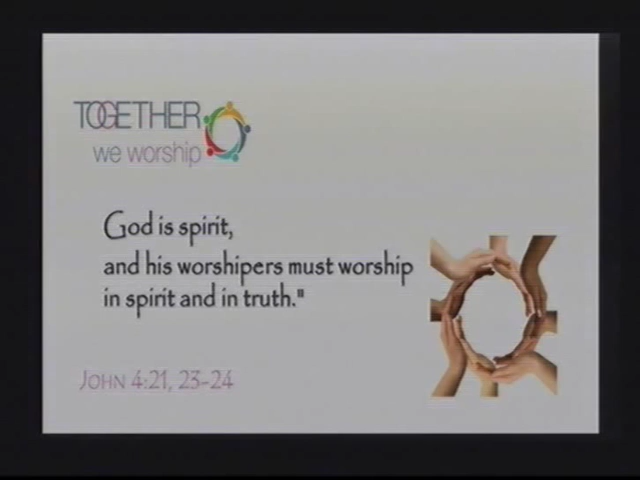 TOGETHER
we worship
God is spirit,
and his worshipers must worship
in spirit and in truth."
John 4:21, 23-24